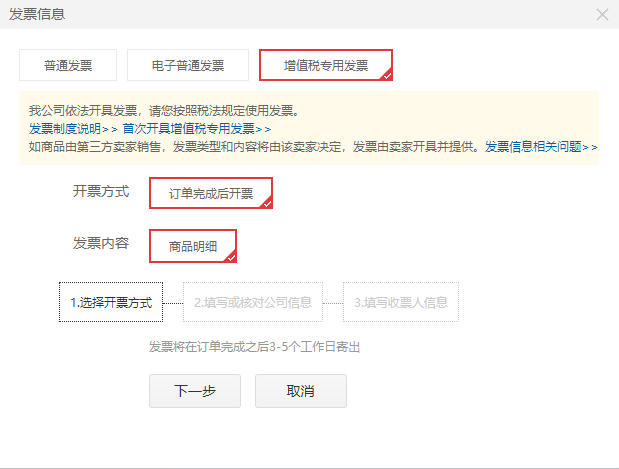 发票信息
普通发票 电子普通发票 增值税专用发票
我公司依法开具发票，请您按照税法规定使用发票。
发票制度说明>> 首次开具增值税专用发票>>
如商品由第三方卖家销售，发票类型和内容将由该卖家决定，发票由卖家开具并提供。发票信息相关问题>>
开票方式 订单完成后开票
发票内容 商品明细
1.选择开票方式 2.填写或核对公司信息 3.填写收票人信息
发票将在订单完成之后3-5个工作日寄出
下一步 取消